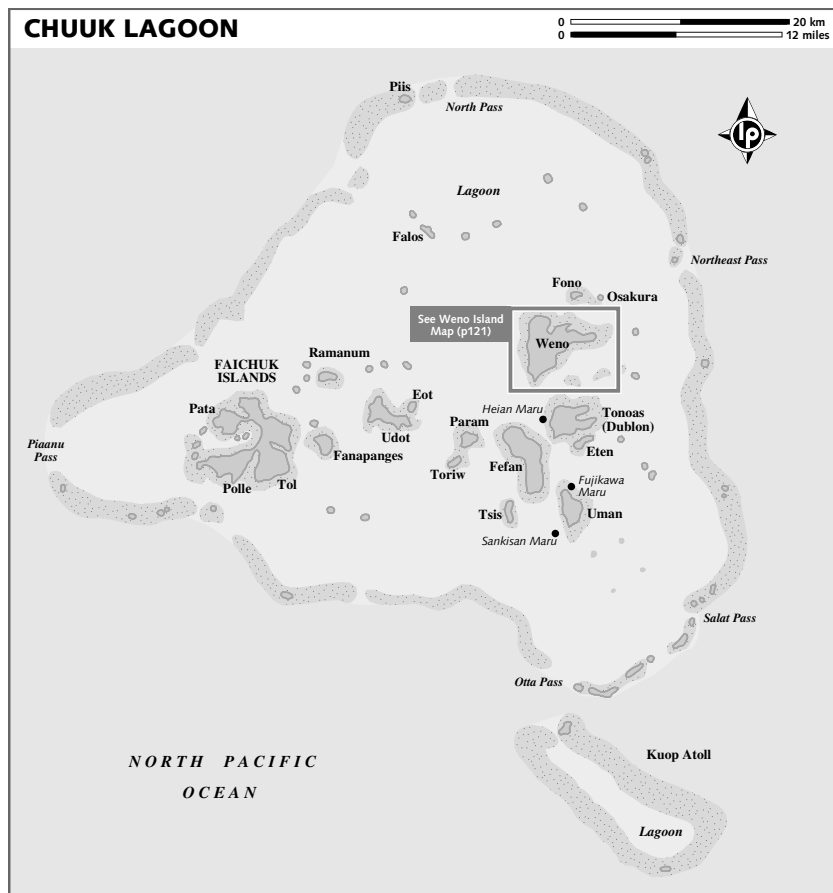 CHUUK LAGOON
0 20 km
0 12 miles
Piis
North Pass
lp
Lagoon
Falos
Northeast Pass
Fono
Osakura
See Weno Island
Map (p121)
Weno
Ramanum
FAICHUK
ISLANDS
Eot
Pata
Heian Maru
Tonoas
(Dublon)
Param
Udot
Piaanu
Pass
Fanapanges
Eten
Fefan
Toriw
Polle
Tol
Fujikawa
Maru
Tsis
Uman
Sankisan Maru
Salat Pass
Otta Pass
NORTH PACIFIC
OCEAN
Kuop Atoll
Lagoon